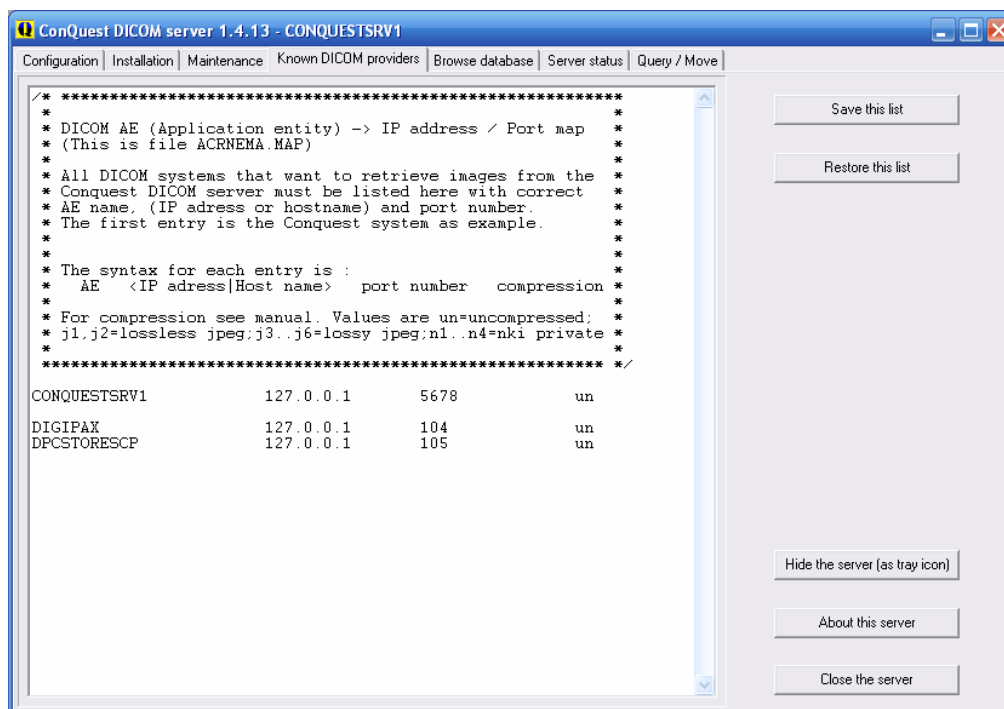 ConQuest DICOM server 1.4.13 - CONQUESTSRV1
Configuration Installation Maintenance Known DICOM providers Browse database Server status Query / Move
/* **********************************************************
*                                                          *
* DICOM AE (Application entity) -> IP address / Port map   *
* (This is file ACRNEMA.MAP)                               *
*                                                          *
* All DICOM systems that want to retrieve images from the  *
* Conquest DICOM server must be listed here with correct   *
* AE name, (IP adress or hostname) and port number.        *
* The first entry is the Conquest system as example.       *
*                                                          *
*                                                          *
* The syntax for each entry is :                           *
*   AE   <IP adress|Host name>   port number   compression *
*                                                          *
* For compression see manual. Values are un=uncompressed;  *
* j1,j2=lossless jpeg;j3..j6=lossy jpeg;n1..n4=nki private *
*                                                          *
********************************************************** */
CONQUESTSRV1 127.0.0.1 5678 un
DIGIPAX 127.0.0.1 104 un
DPCSTORESCP 127.0.0.1 105 un
Save this list
Restore this list
Hide the server (as tray icon)
About this server
Close the server